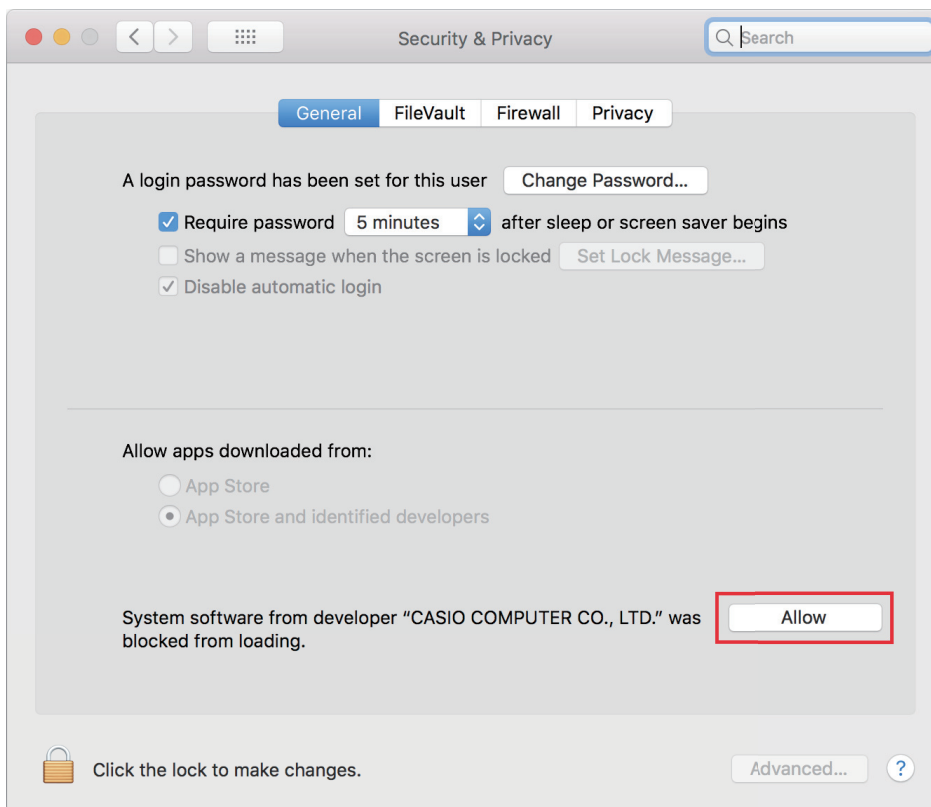 Security & Privacy
Search
General FileVault Firewall Privacy
A login password has been set for this user Change Password...
Require password 5 minutes after sleep or screen saver begins
Show a message when the screen is locked Set Lock Message...
Disable automatic login
Allow apps downloaded from:
App Store
App Store and identified developers
System software from developer “CASIO COMPUTER CO., LTD.” was Allow
blocked from loading.
Click the lock to make changes. Advanced... ?